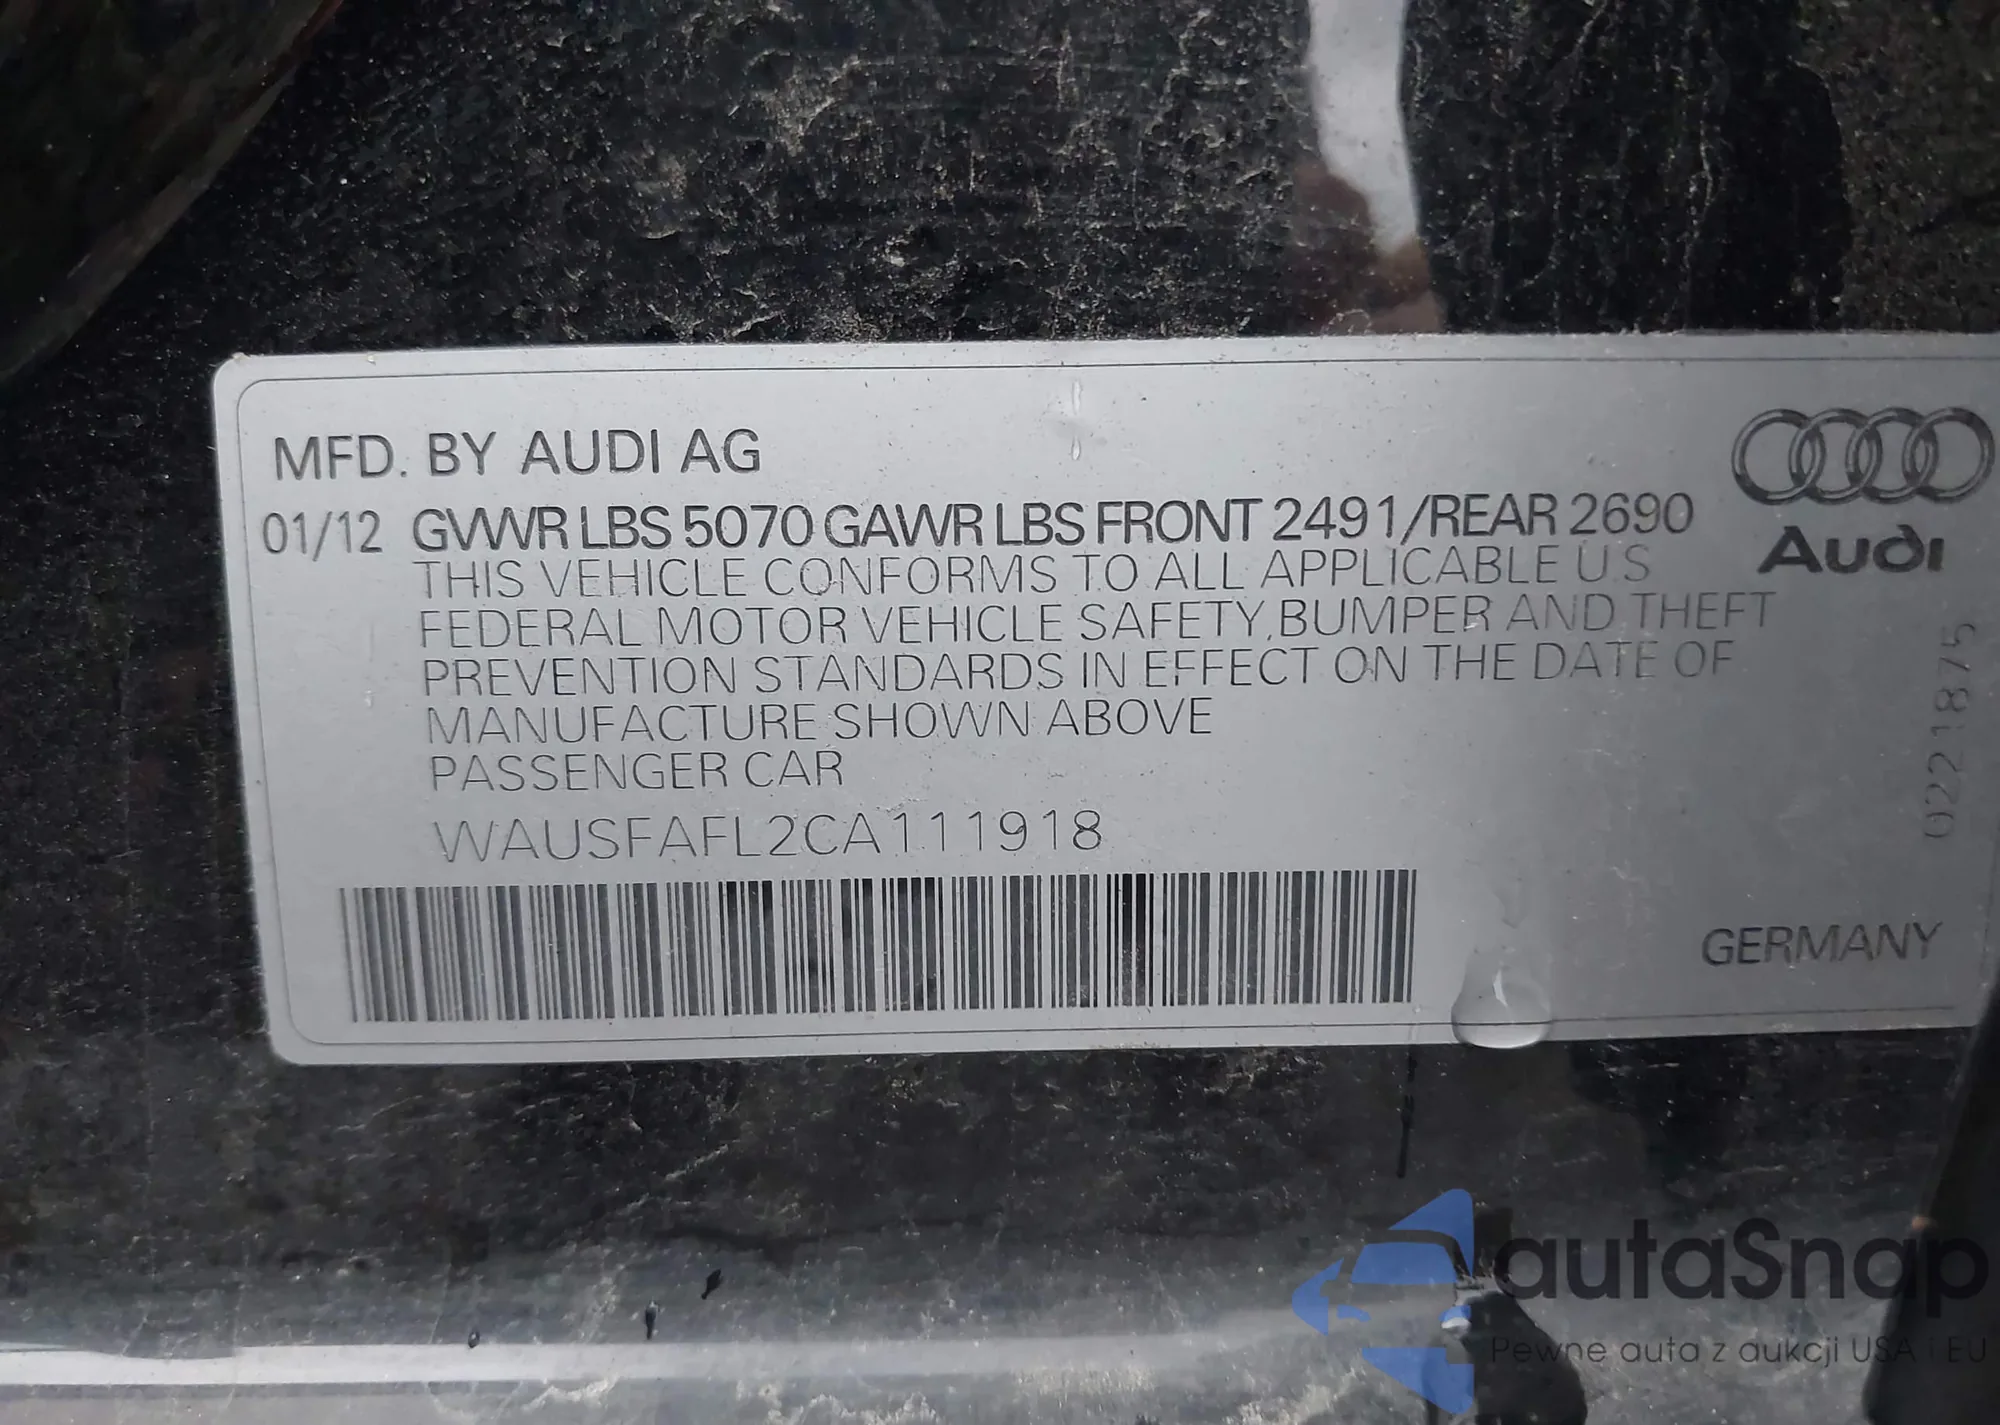 MFD. BY AUDI AG
01/12 GVWR LBS 5070 GAWR LBS FRONT 2491/REAR 2690
THIS VEHICLE CONFORMS TO ALL APPLICABLE U S
FEDERAL MOTOR VEHICLE SAFETY,BUMPER AND THEFT
PREVENTION STANDARDS IN EFFECT ON THE DATE OF
MANUFACTURE SHOWN ABOVE
PASSENGER CAR
WAUSFAFL2CA111918
Audi
0221875
GERMANY
autaSnap
Pewne auta z aukcji USA i EU